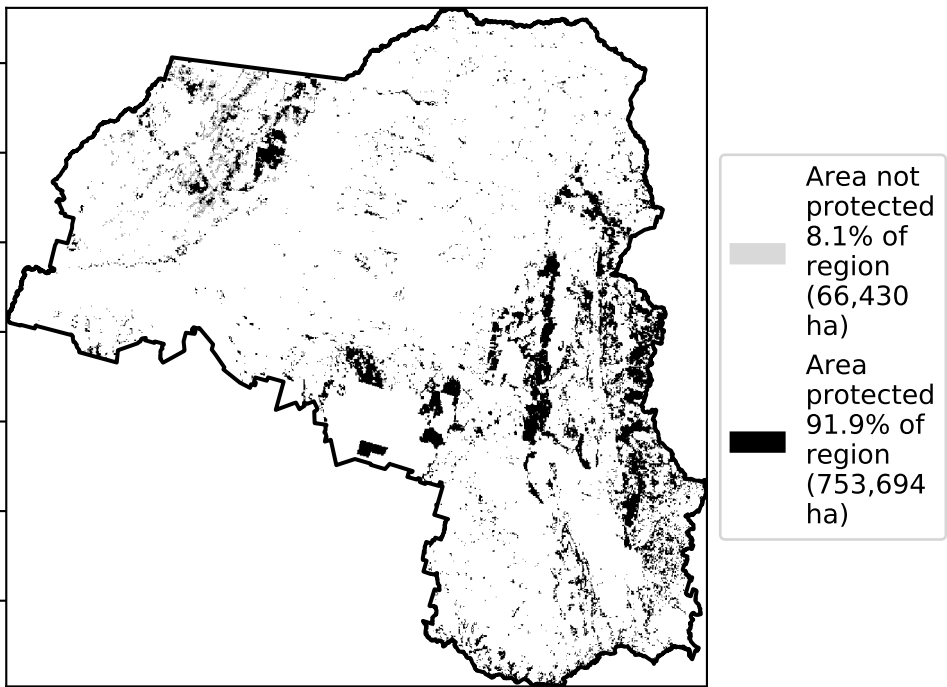 Area not
protected
8.1% of
region
(66,430
ha)
Area
protected
91.9% of
region
(753,694
ha)